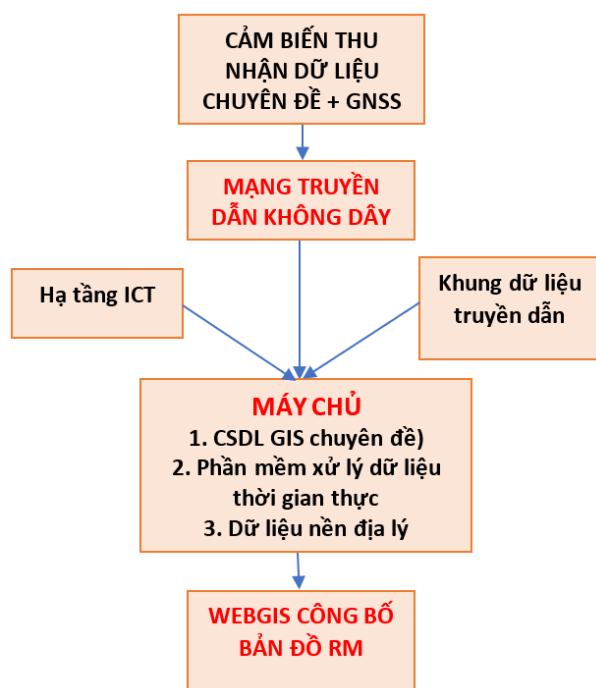 CẢM BIẾN THU
NHẬN DỮ LIỆU
CHUYÊN ĐỀ + GNSS
MẠNG TRUYỀN
DẪN KHÔNG DÂY
Hạ tầng ICT
Khung dữ liệu
truyền dẫn
MÁY CHỦ
1. CSDL GIS chuyên đề)
2. Phần mềm xử lý dữ liệu
thời gian thực
3. Dữ liệu nền địa lý
WEBGIS CÔNG BỐ
BẢN ĐỒ RM